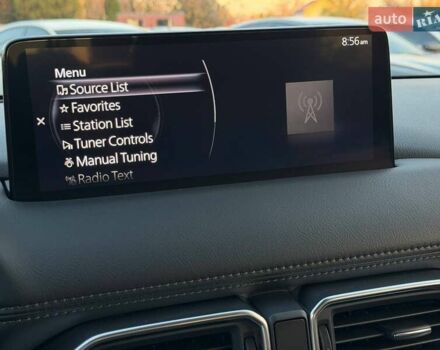 auto RIA
8:56am
Menu
Source List
Favorites
Station List
Tuner Controls
Manual Tuning
Radio Text